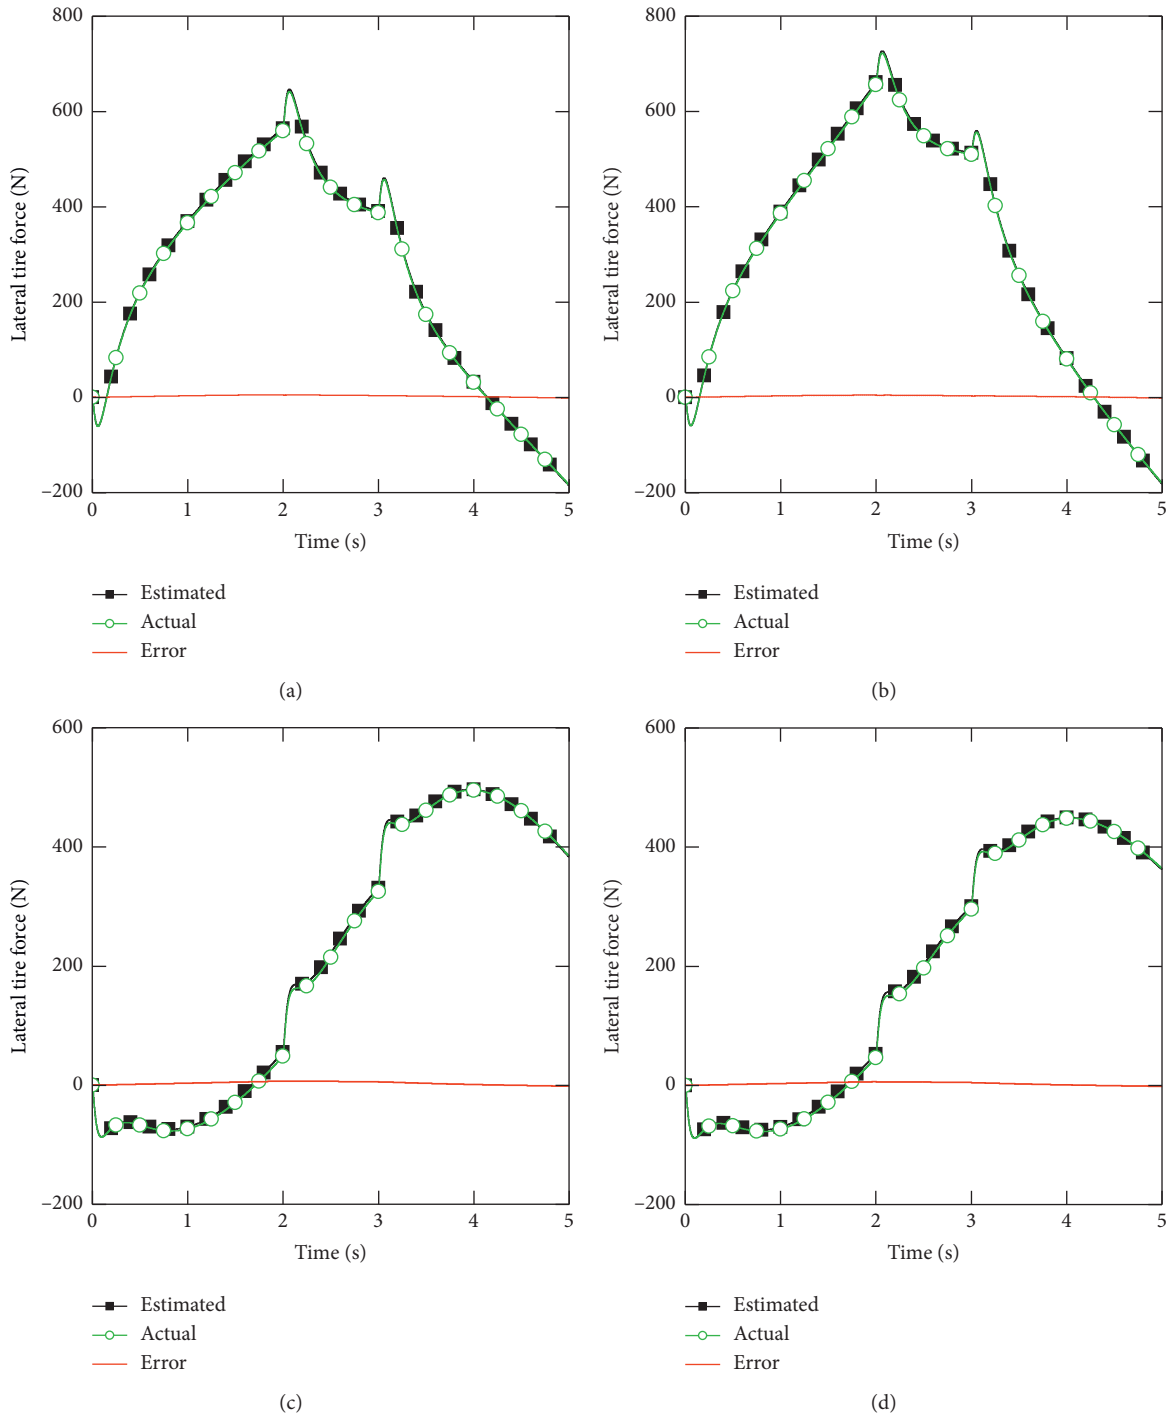 800
600
400
200
0
–200
Lateral tire force (N)
0 1 2 3 4 5
Time (s)
Estimated
Actual
Error
(a)
800
600
400
200
0
–200
Lateral tire force (N)
0 1 2 3 4 5
Time (s)
Estimated
Actual
Error
(b)
600
400
200
0
–200
Lateral tire force (N)
0 1 2 3 4 5
Time (s)
Estimated
Actual
Error
(c)
600
400
200
0
–200
Lateral tire force (N)
0 1 2 3 4 5
Time (s)
Estimated
Actual
Error
(d)